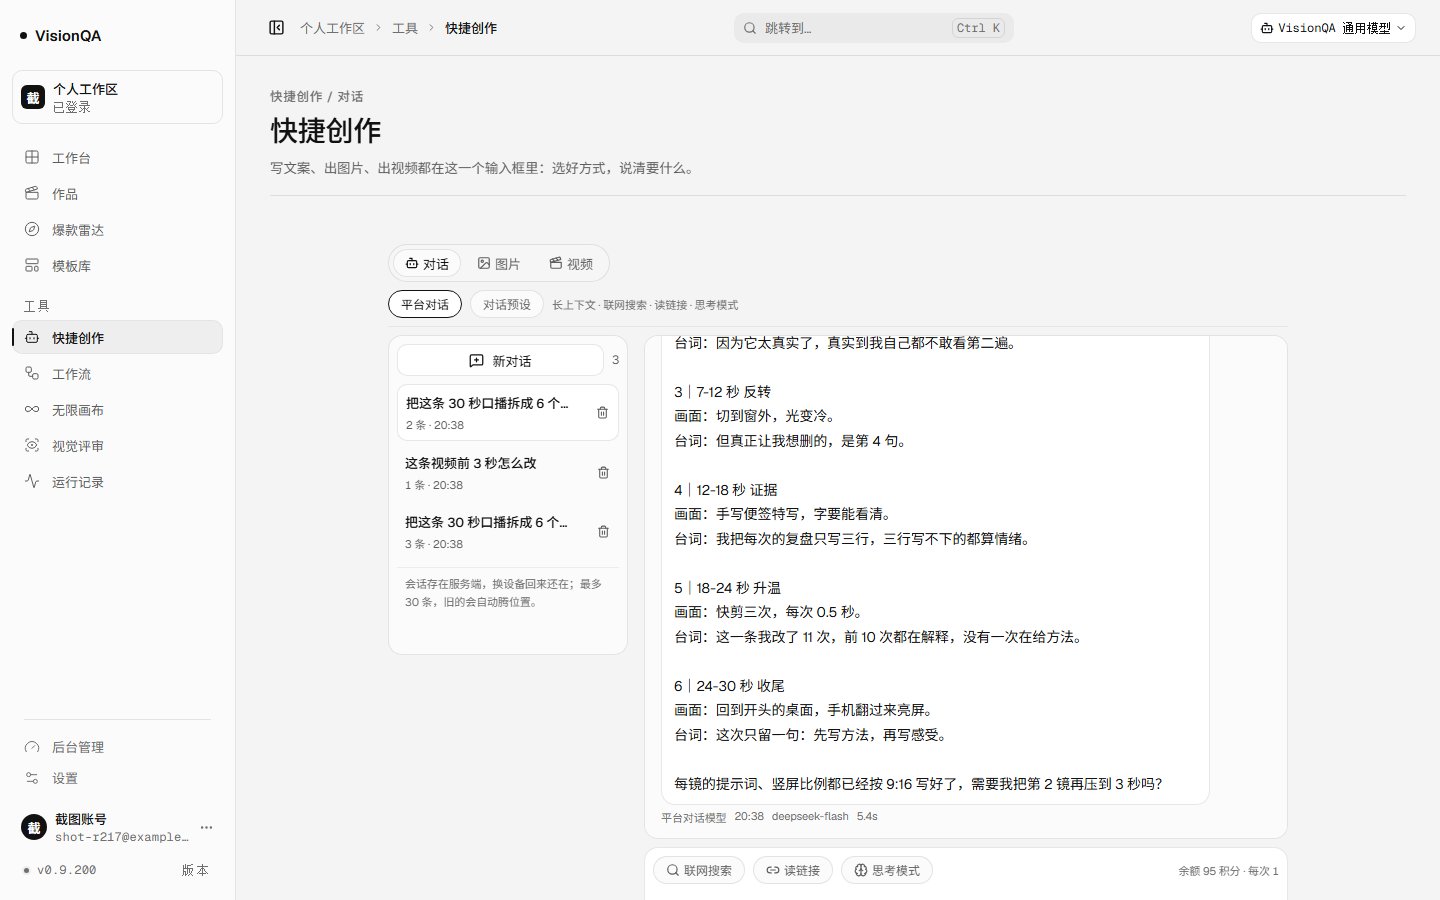 VisionQA
截
个人工作区
已登录
工作台
作品
爆款雷达
模板库
工具
快捷创作
工作流
无限画布
视觉评审
运行记录
后台管理
设置
截
截图账号
shot-r217@example…
v0.9.200
版本
个人工作区 > 工具 > 快捷创作
跳转到...
Ctrl K
VisionQA 通用模型
快捷创作 / 对话
快捷创作
写文案、出图片、出视频都在这一个输入框里：选好方式，说清要什么。
对话
图片
视频
平台对话
对话预设
长上下文 · 联网搜索 · 读链接 · 思考模式
新对话
3
把这条 30 秒口播拆成 6 个...
2 条 · 20:38
这条视频前 3 秒怎么改
1 条 · 20:38
把这条 30 秒口播拆成 6 个...
3 条 · 20:38
会话存在服务端，换设备回来还在；最多
30 条，旧的会自动腾位置。
台词：因为它太真实了，真实到我自己都不敢看第二遍。
3｜7-12 秒 反转
画面：切到窗外，光变冷。
台词：但真正让我想删的，是第 4 句。
4｜12-18 秒 证据
画面：手写便签特写，字要能看清。
台词：我把每次的复盘只写三行，三行写不下的都算情绪。
5｜18-24 秒 升温
画面：快剪三次，每次 0.5 秒。
台词：这一条我改了 11 次，前 10 次都在解释，没有一次在给方法。
6｜24-30 秒 收尾
画面：回到开头的桌面，手机翻过来亮屏。
台词：这次只留一句：先写方法，再写感受。
每镜的提示词、竖屏比例都已经按 9:16 写好了，需要我把第 2 镜再压到 3 秒吗？
平台对话模型 20:38 deepseek-flash 5.4s
联网搜索
读链接
思考模式
余额 95 积分 · 每次 1